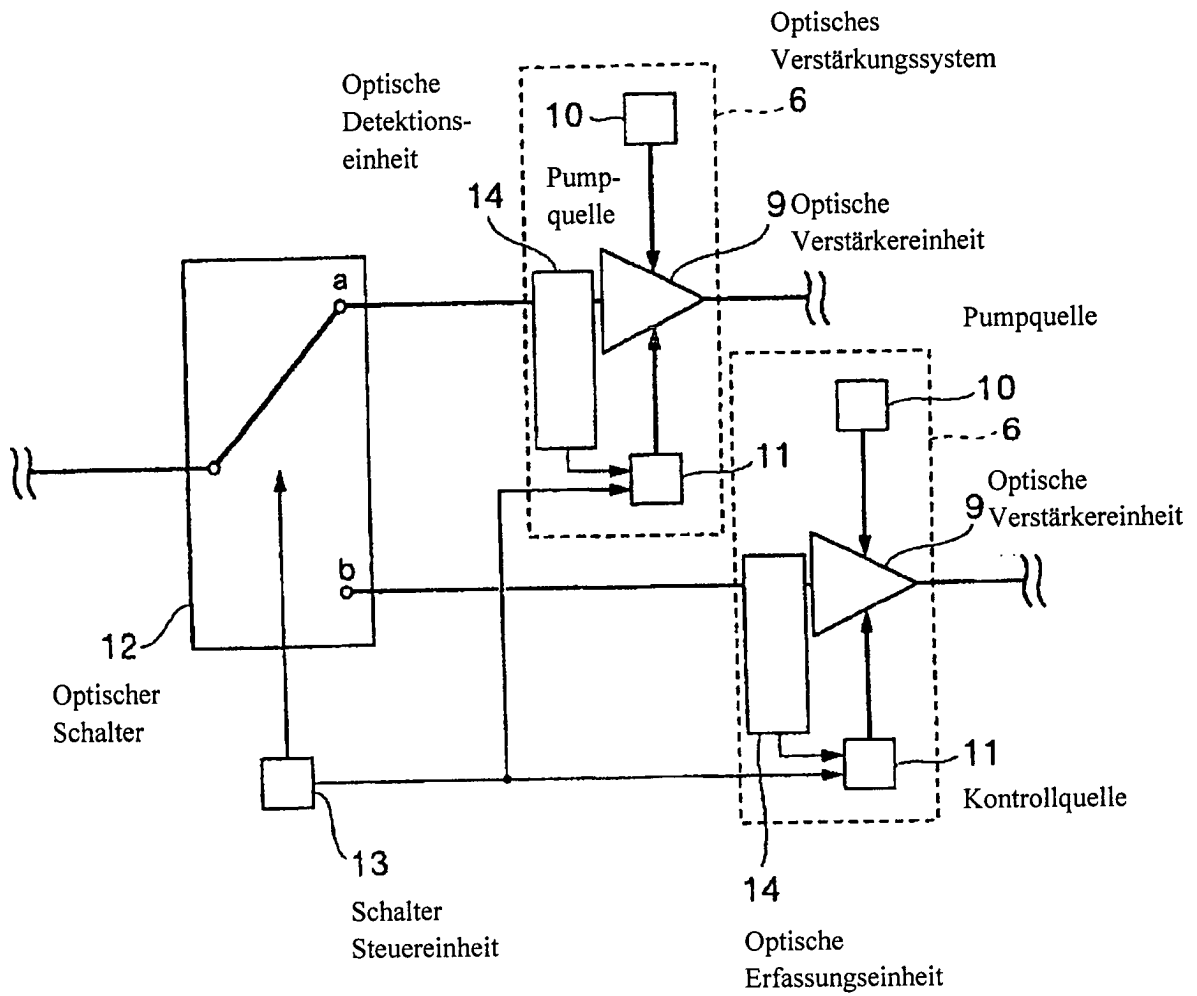 Optisches
Verstärkungssystem
6
Optische
Detektions-
einheit
10
14
Pump-
quelle
9 Optische
Verstärkereinheit
a
Pumpquelle
10
6
11
Optische
9 Verstärkereinheit
b
12
Optischer
Schalter
11
Kontrollquelle
13
Schalter
Steuereinheit
14
Optische
Erfassungseinheit